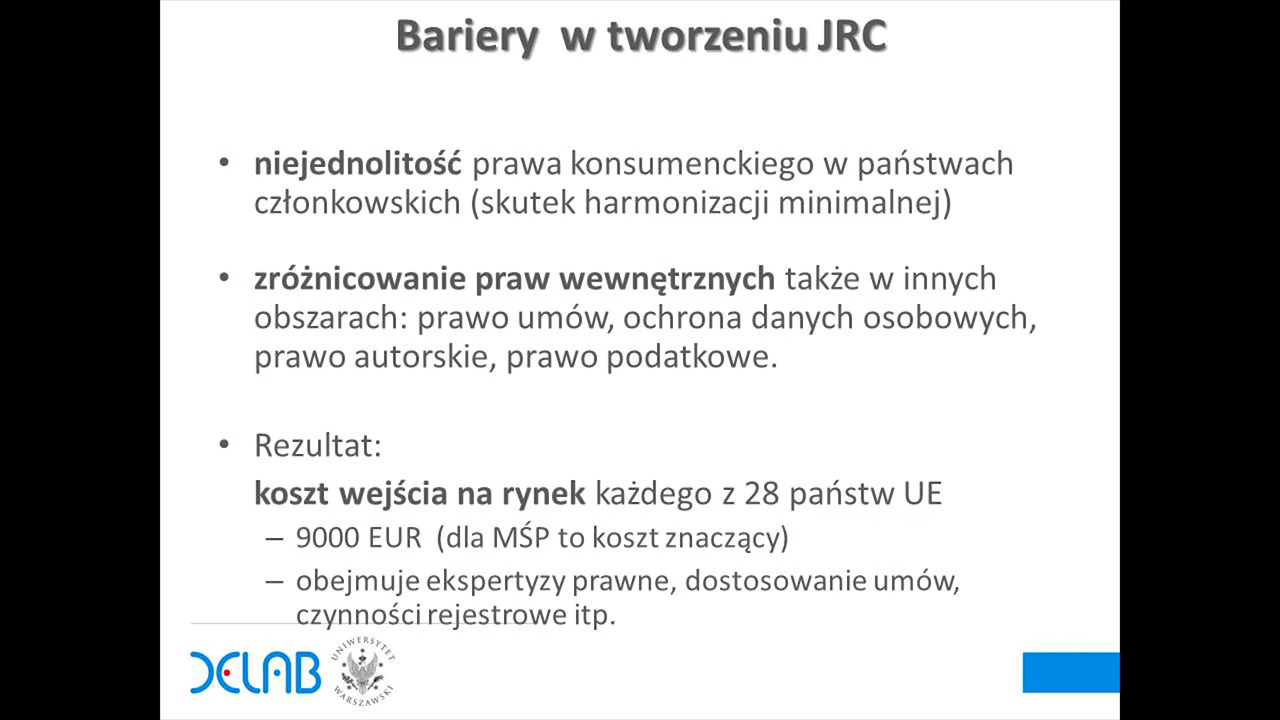 Bariery w tworzeniu JRC
• niejednolitość prawa konsumenckiego w państwach
członkowskich (skutek harmonizacji minimalnej)
• zróżnicowanie praw wewnętrznych także w innych
obszarach: prawo umów, ochrona danych osobowych,
prawo autorskie, prawo podatkowe.
• Rezultat:
koszt wejścia na rynek każdego z 28 państw UE
– 9000 EUR (dla MŚP to koszt znaczący)
– obejmuje ekspertyzy prawne, dostosowanie umów,
czynności rejestrowe itp.
DELAB
UNIWERSYTET
WARSZAWSKI